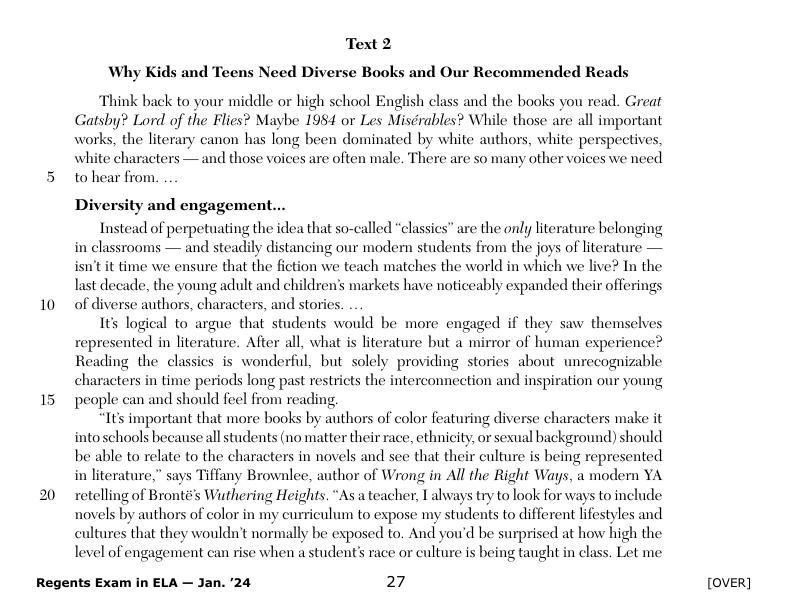 Text 2
Why Kids and Teens Need Diverse Books and Our Recommended Reads
Think back to your middle or high school English class and the books you read. Great
Gatsby? Lord of the Flies? Maybe 1984 or Les Misérables? While those are all important
works, the literary canon has long been dominated by white authors, white perspectives,
white characters — and those voices are often male. There are so many other voices we need
5 to hear from. …
Diversity and engagement...
Instead of perpetuating the idea that so-called “classics” are the only literature belonging
in classrooms — and steadily distancing our modern students from the joys of literature —
isn’t it time we ensure that the fiction we teach matches the world in which we live? In the
last decade, the young adult and children’s markets have noticeably expanded their offerings
10 of diverse authors, characters, and stories. …
It’s logical to argue that students would be more engaged if they saw themselves
represented in literature. After all, what is literature but a mirror of human experience?
Reading the classics is wonderful, but solely providing stories about unrecognizable
characters in time periods long past restricts the interconnection and inspiration our young
15 people can and should feel from reading.
“It’s important that more books by authors of color featuring diverse characters make it
into schools because all students (no matter their race, ethnicity, or sexual background) should
be able to relate to the characters in novels and see that their culture is being represented
in literature,” says Tiffany Brownlee, author of Wrong in All the Right Ways, a modern YA
20 retelling of Brontë’s Wuthering Heights. “As a teacher, I always try to look for ways to include
novels by authors of color in my curriculum to expose my students to different lifestyles and
cultures that they wouldn’t normally be exposed to. And you’d be surprised at how high the
level of engagement can rise when a student’s race or culture is being taught in class. Let me
Regents Exam in ELA — Jan. ’24 27 [OVER]